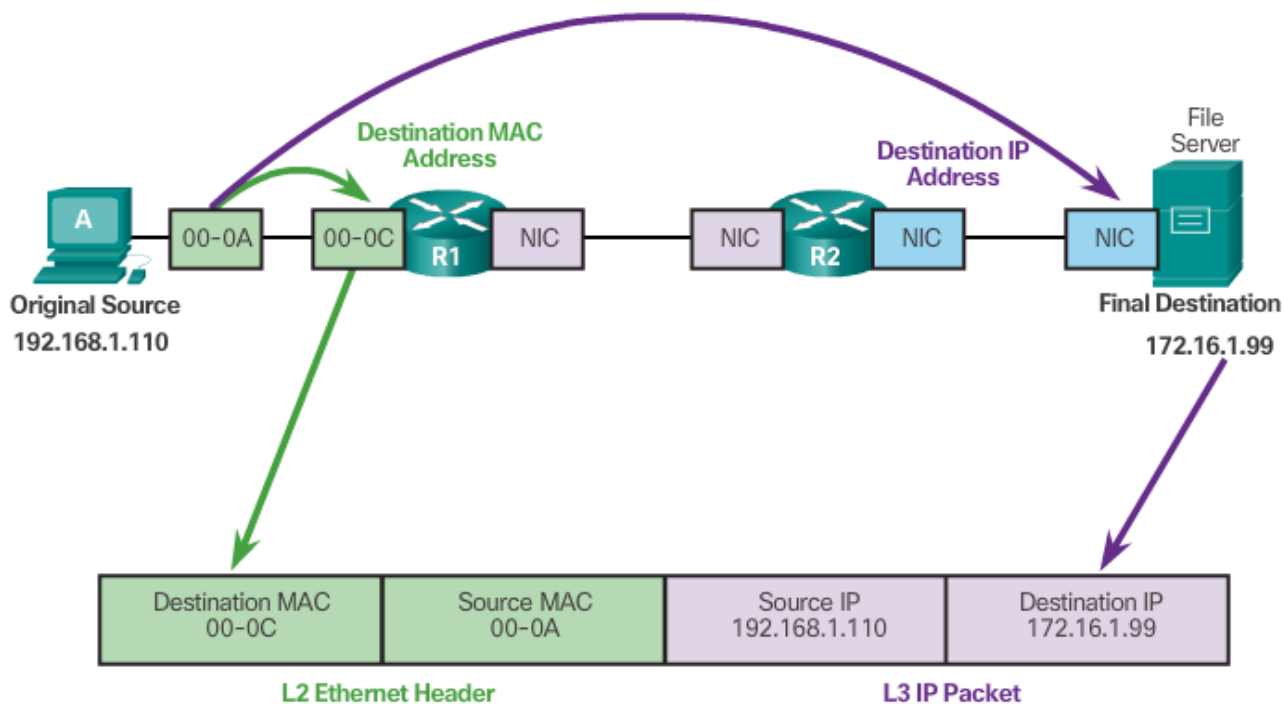 File
Server
Destination MAC
Address
Destination IP
Address
A
00-0A
00-0C
R1
NIC
NIC
R2
NIC
NIC
Original Source
192.168.1.110
Final Destination
172.16.1.99
Destination MAC
00-0C
Source MAC
00-0A
Source IP
192.168.1.110
Destination IP
172.16.1.99
L2 Ethernet Header
L3 IP Packet